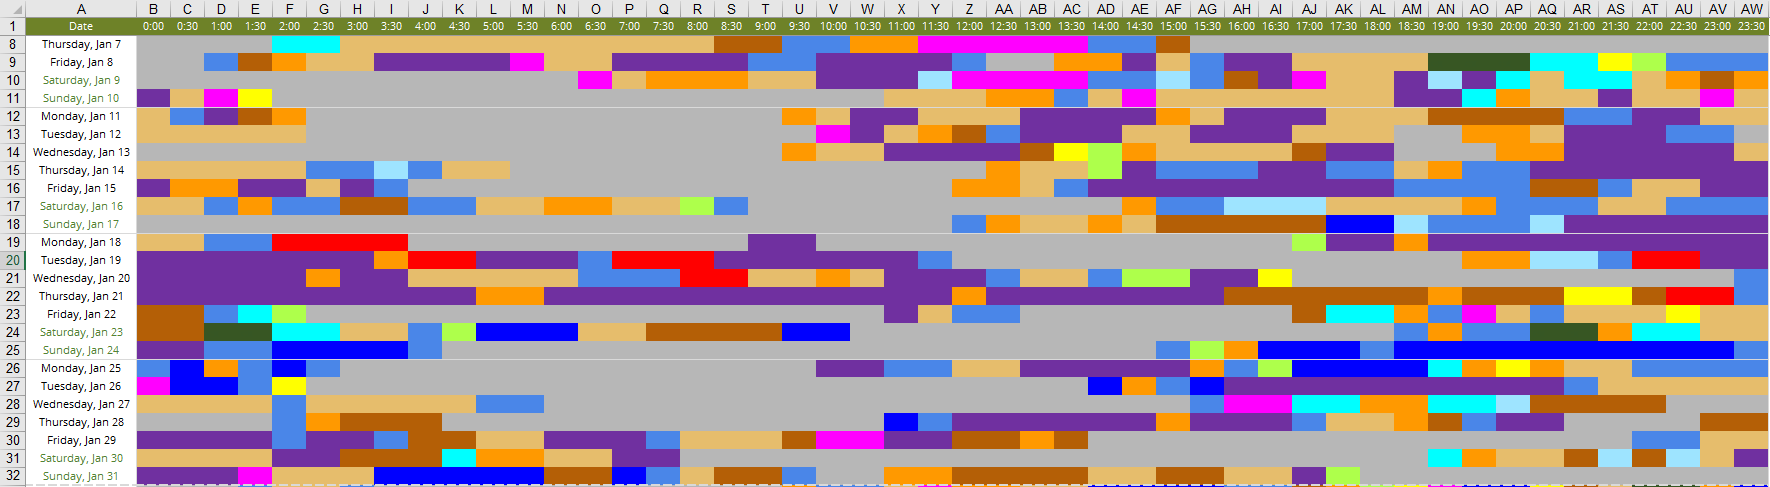 A B C D E F G H I J K L M N O P Q R S T U V W X Y Z AA AB AC AD AE AF AG AH AI AJ AK AL AM AN AO AP AQ AR AS AT AU AV AW
1 Date 0:00 0:30 1:00 1:30 2:00 2:30 3:00 3:30 4:00 4:30 5:00 5:30 6:00 6:30 7:00 7:30 8:00 8:30 9:00 9:30 10:00 10:30 11:00 11:30 12:00 12:30 13:00 13:30 14:00 14:30 15:00 15:30 16:00 16:30 17:00 17:30 18:00 18:30 19:00 19:30 20:00 20:30 21:00 21:30 22:00 22:30 23:00 23:30
8 Thursday, Jan 7
9 Friday, Jan 8
10 Saturday, Jan 9
11 Sunday, Jan 10
12 Monday, Jan 11
13 Tuesday, Jan 12
14 Wednesday, Jan 13
15 Thursday, Jan 14
16 Friday, Jan 15
17 Saturday, Jan 16
18 Sunday, Jan 17
19 Monday, Jan 18
20 Tuesday, Jan 19
21 Wednesday, Jan 20
22 Thursday, Jan 21
23 Friday, Jan 22
24 Saturday, Jan 23
25 Sunday, Jan 24
26 Monday, Jan 25
27 Tuesday, Jan 26
28 Wednesday, Jan 27
29 Thursday, Jan 28
30 Friday, Jan 29
31 Saturday, Jan 30
32 Sunday, Jan 31